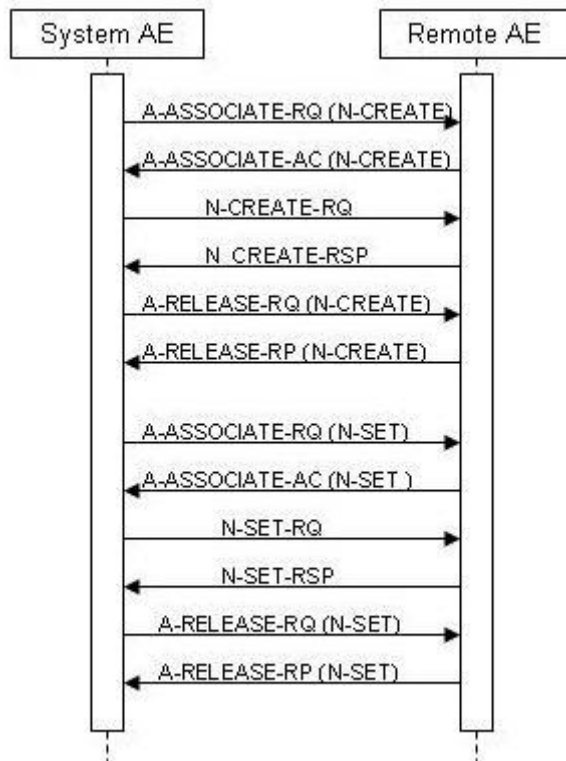 System AE
Remote AE
A-ASSOCIATE-RQ (N-CREATE)
A-ASSOCIATE-AC (N-CREATE)
N-CREATE-RQ
N_CREATE-RSP
A-RELEASE-RQ (N-CREATE)
A-RELEASE-RP (N-CREATE)
A-ASSOCIATE-RQ (N-SET)
A-ASSOCIATE-AC (N-SET )
N-SET-RQ
N-SET-RSP
A-RELEASE-RQ (N-SET)
A-RELEASE-RP (N-SET)